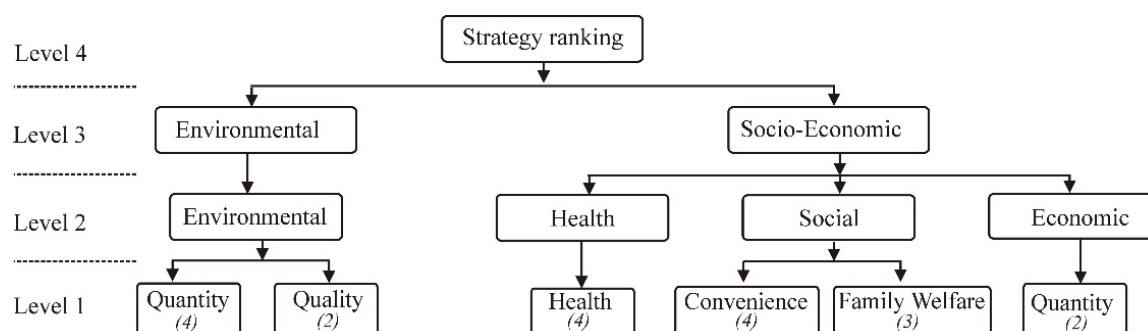 Strategy ranking
Level 4
Level 3
Environmental
Socio-Economic
Level 2
Environmental
Health
Social
Economic
Level 1
Quantity
(4)
Quality
(2)
Health
(4)
Convenience
(4)
Family Welfare
(3)
Quantity
(2)